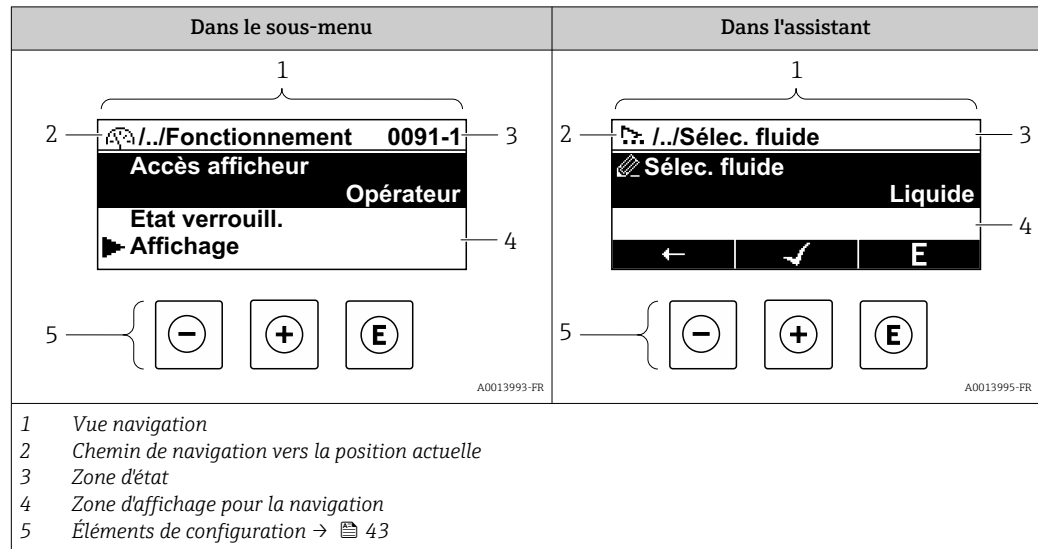 Dans le sous-menu
Dans l'assistant
1
2
/../Fonctionnement 0091-1
3
Accès afficheur
Opérateur
Etat verrouill.
Affichage
4
5
- + E
A0013993-FR
1
2
/../Sélec. fluide
3
Sélec. fluide
Liquide
4
← ✓ E
5
- + E
A0013995-FR
1 Vue navigation
2 Chemin de navigation vers la position actuelle
3 Zone d'état
4 Zone d'affichage pour la navigation
5 Éléments de configuration → 43